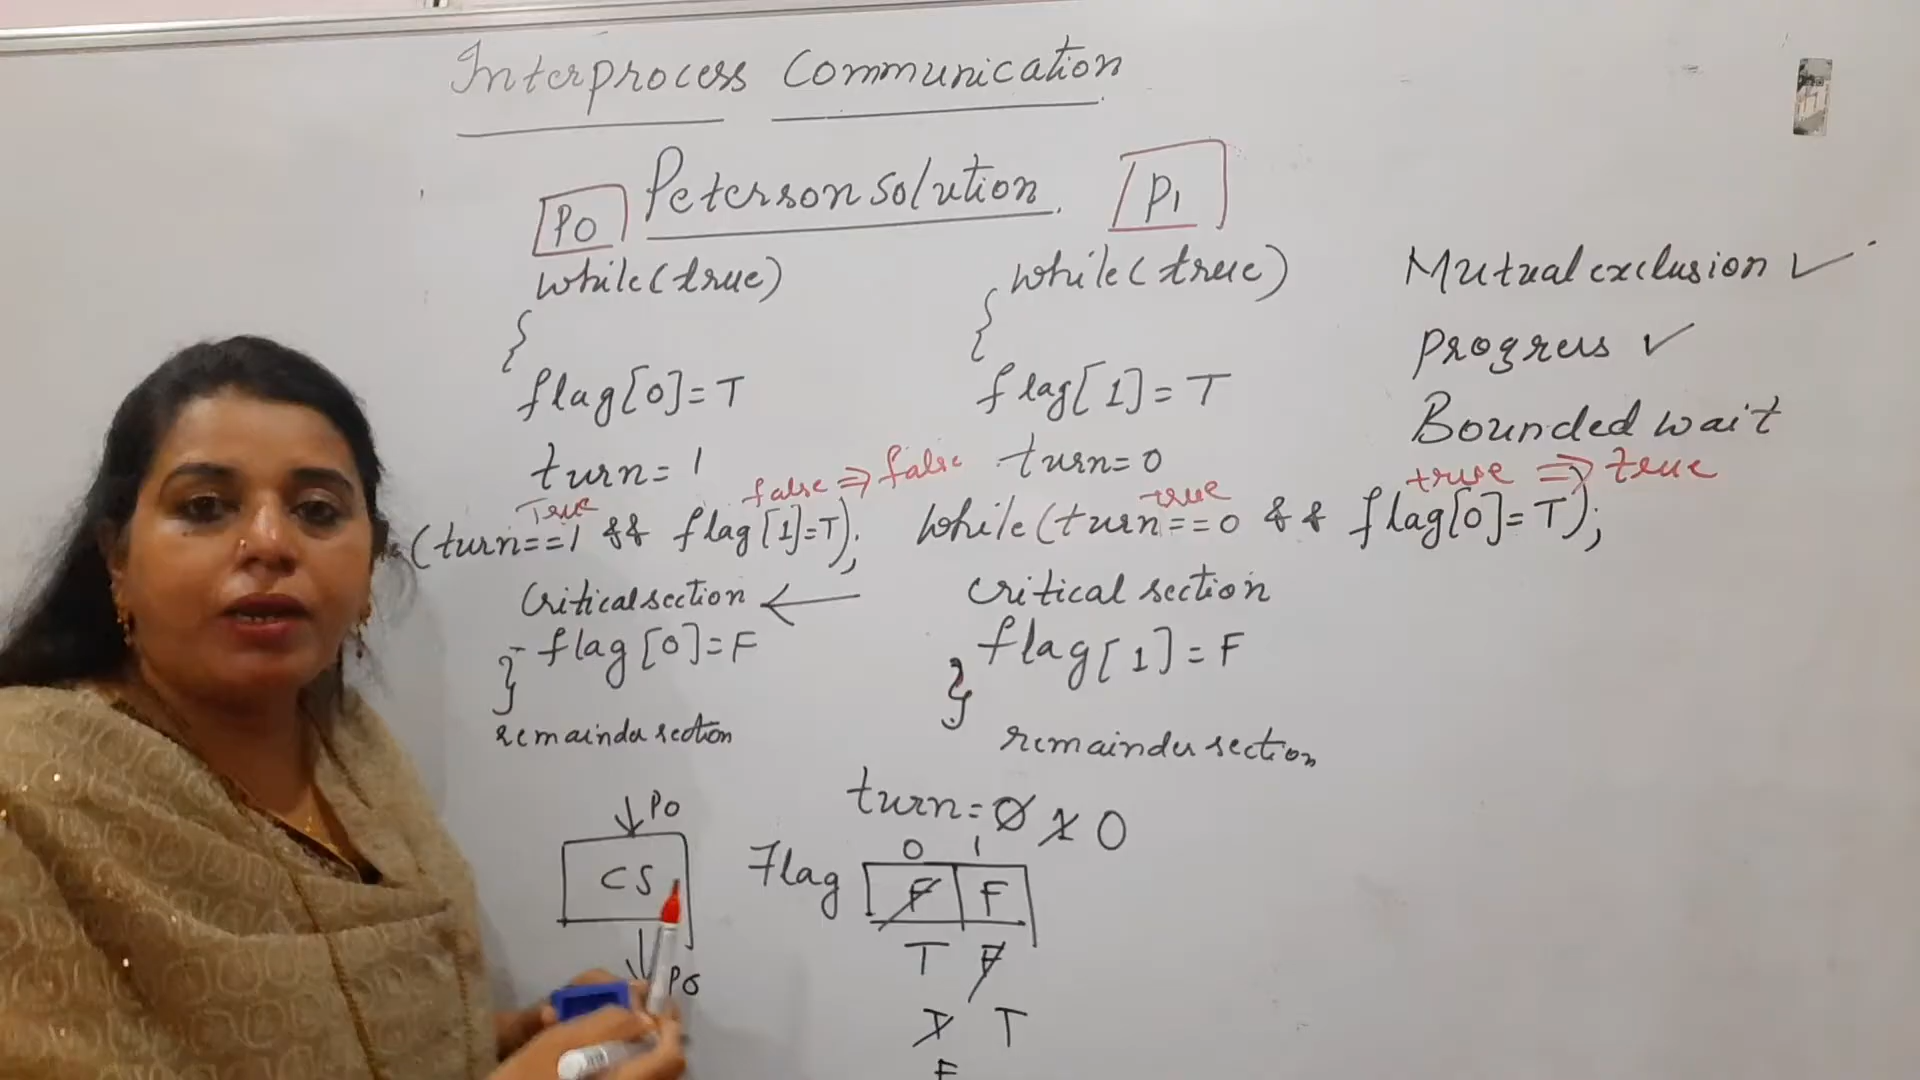 Interprocess Communication
Peterson solution.
P0
while(true)
{
flag[0]=T
turn=1
True
false => false
(turn==1 && flag[1]=T);
Critical section ←
flag[0]=F
}
remainder section
P1
while(true)
{
flag[1]=T
turn=0
true
true => true
while(turn==0 && flag[0]=T);
critical section
flag[1]=F
}
remainder section
Mutual exclusion ✓
progress ✓
Bounded wait
↓ P0
CS
↓ P0
turn=0 1 0
0 1
Flag F F
T F
T T
F